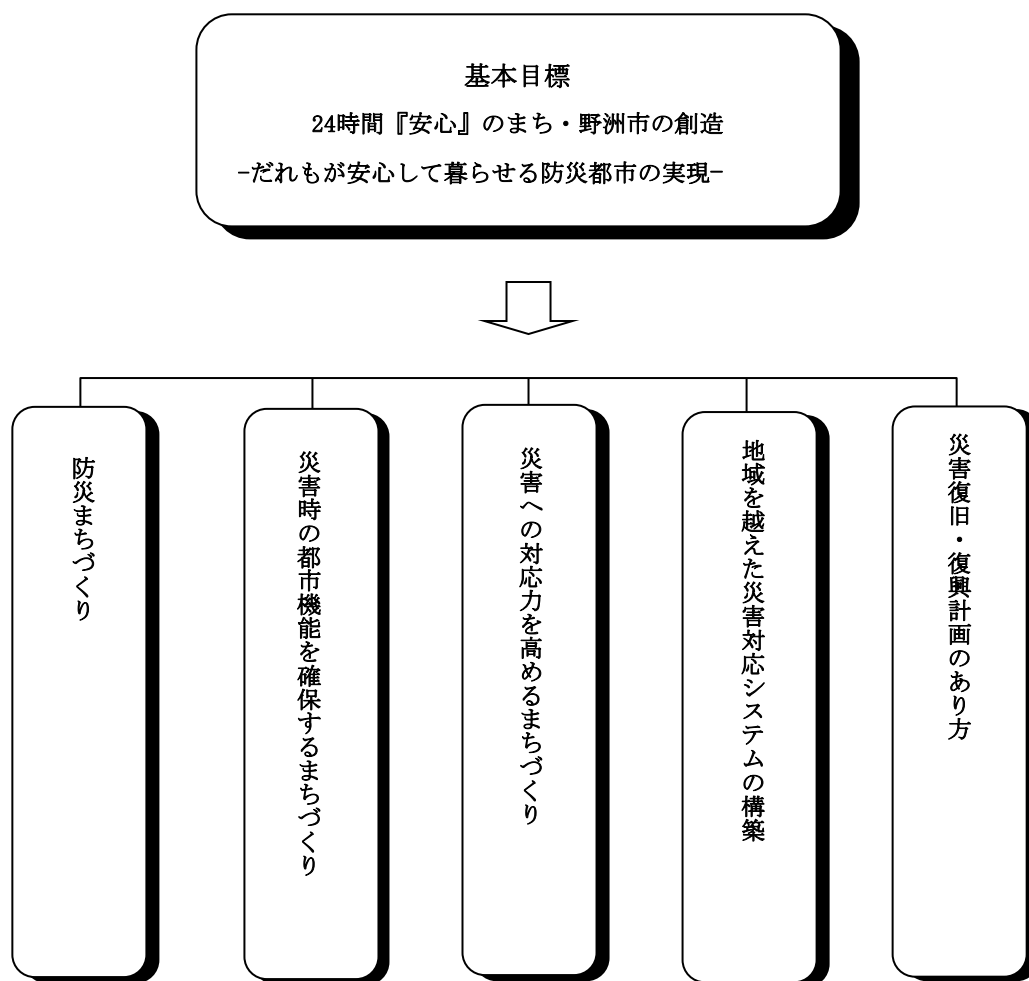 基本目標
24時間『安心』のまち・野洲市の創造
−だれもが安心して暮らせる防災都市の実現−
防災まちづくり
災害時の都市機能を確保するまちづくり
災害への対応力を高めるまちづくり
地域を越えた災害対応システムの構築
災害復旧・復興計画のあり方